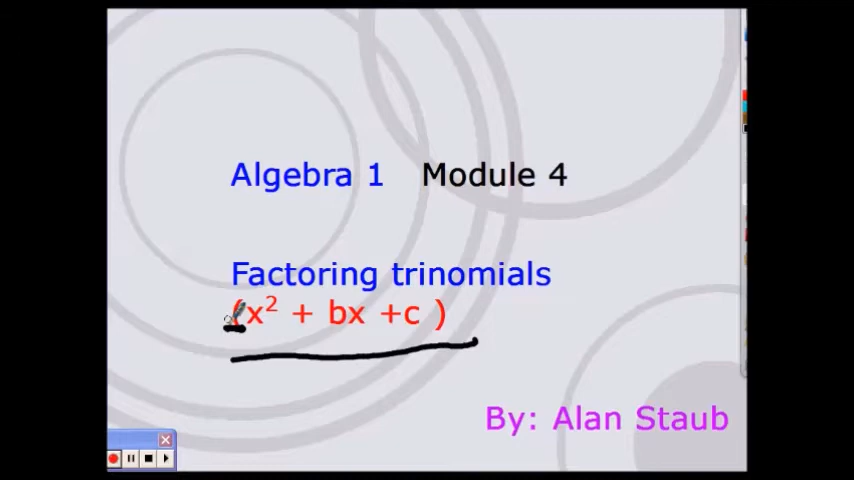 Algebra 1 Module 4
Factoring trinomials
(x² + bx +c )
By: Alan Staub